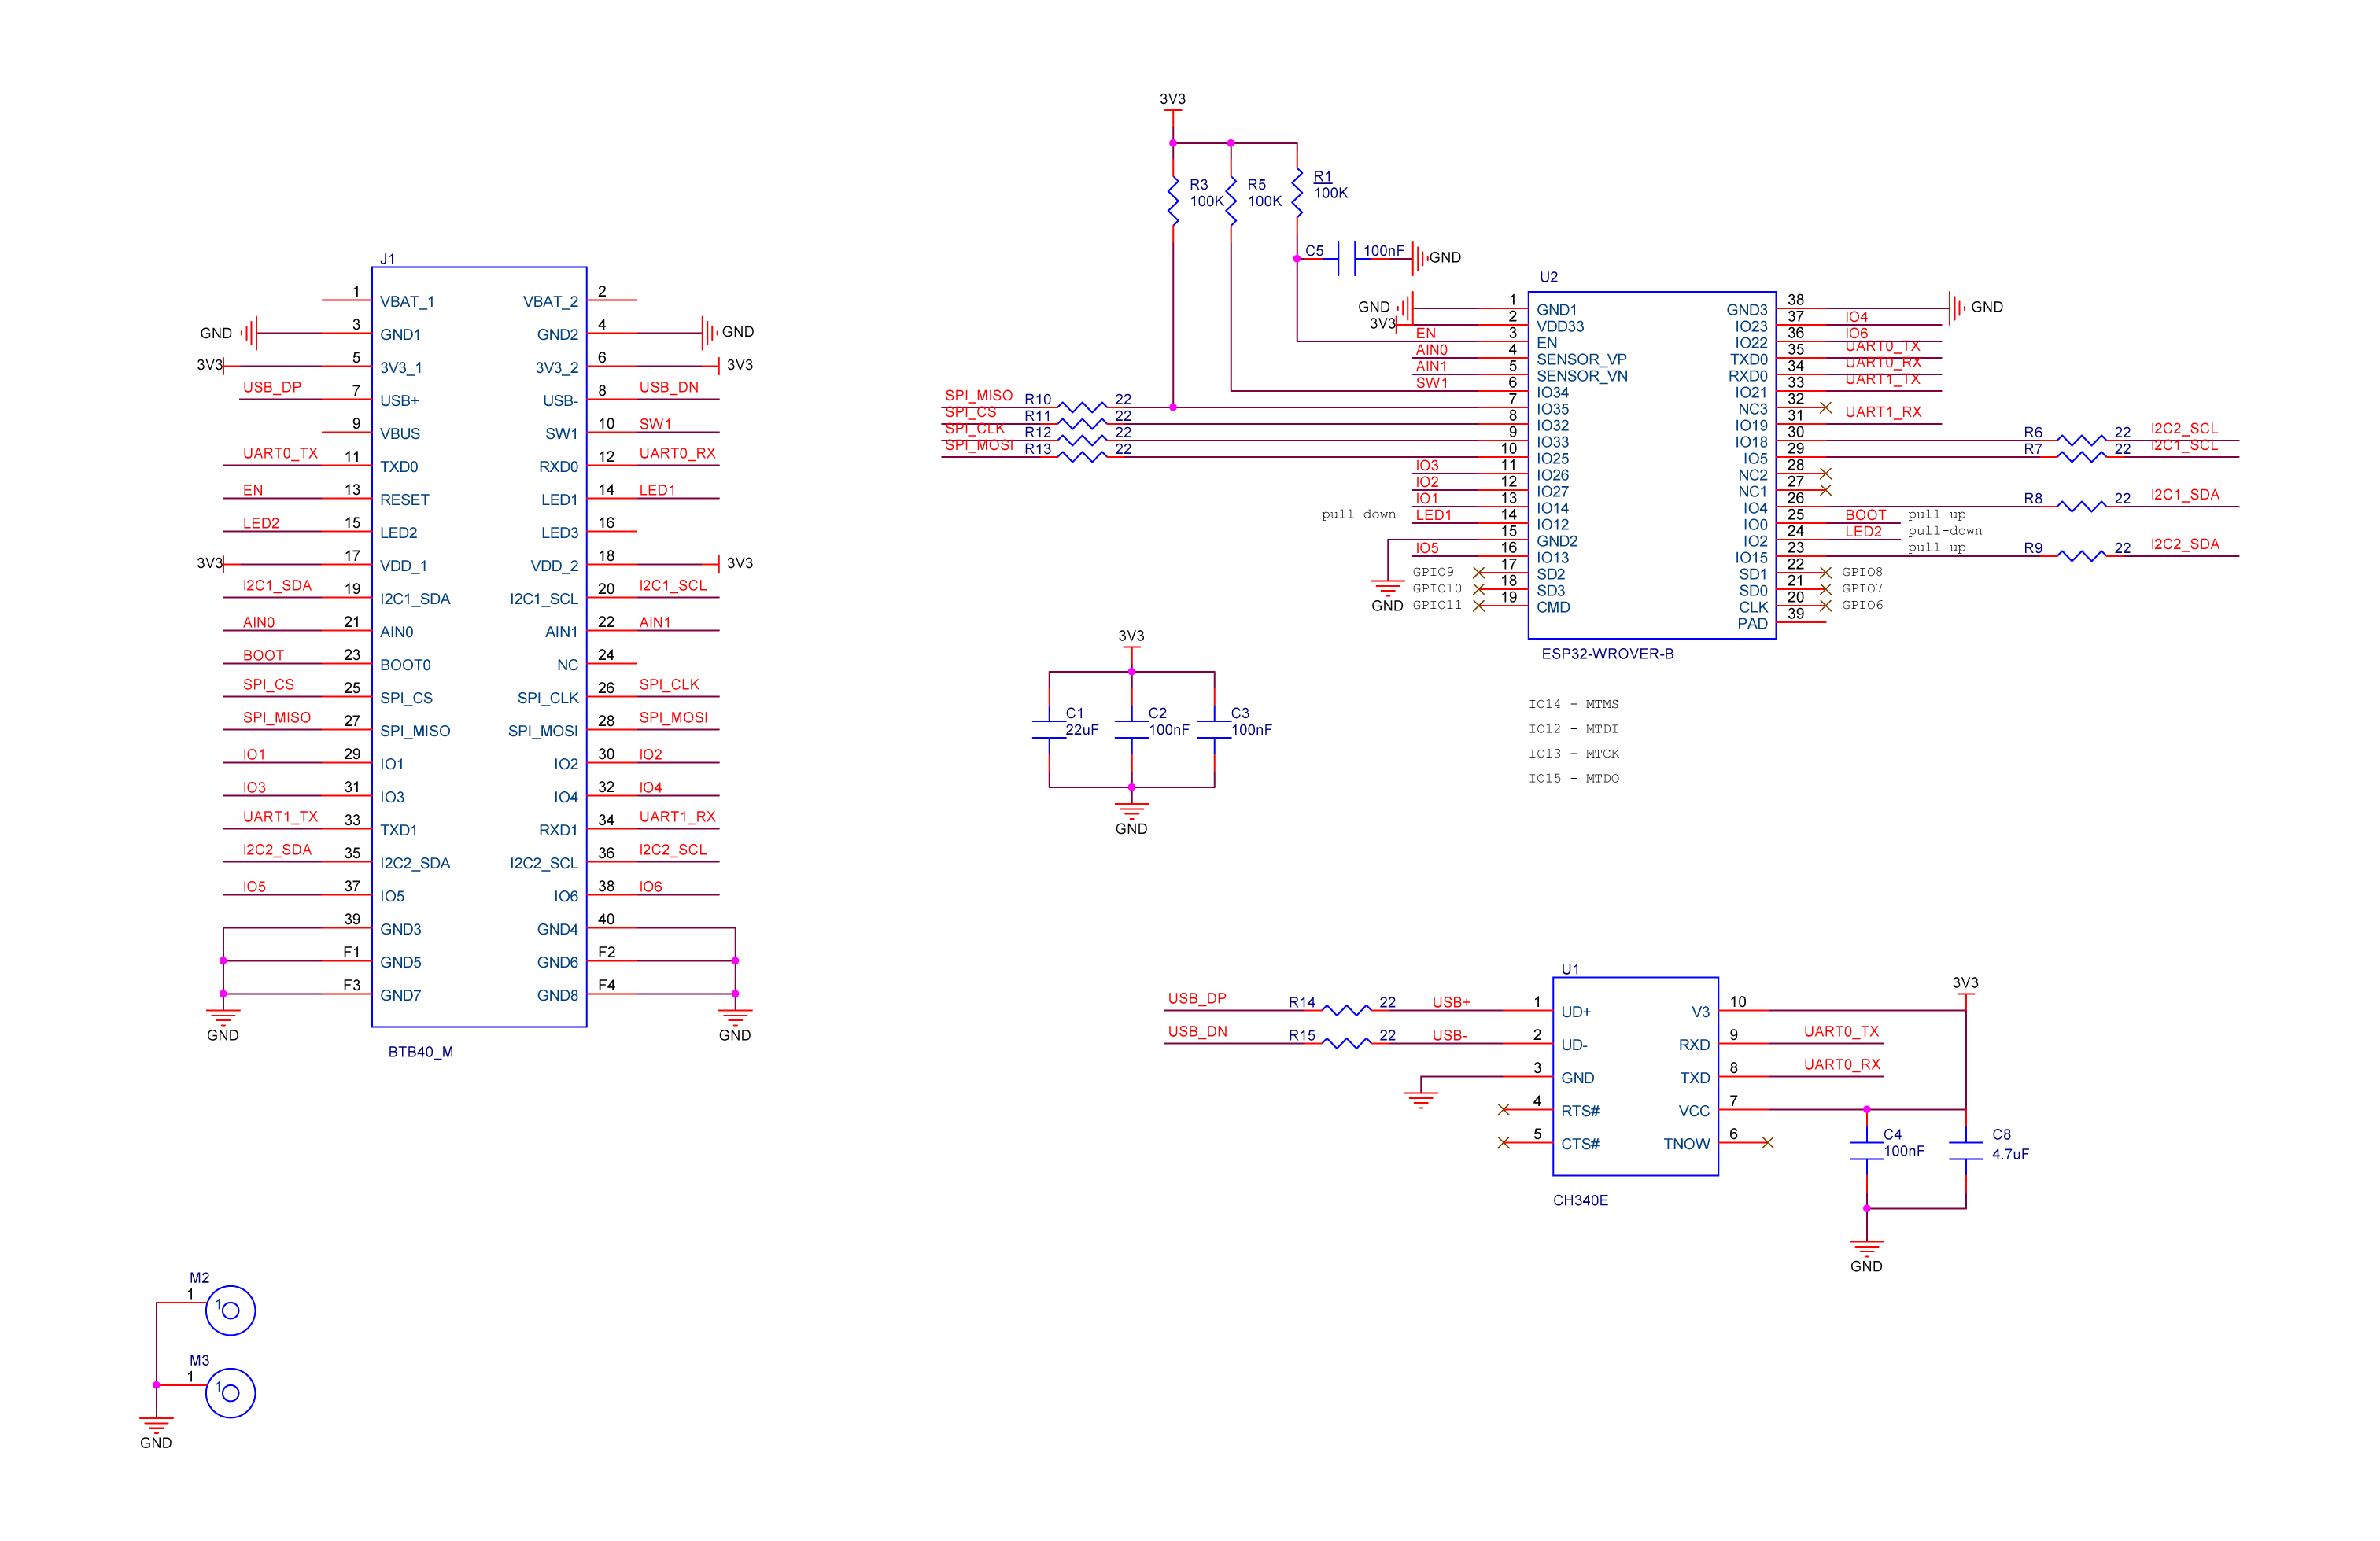 J1
1 VBAT_1 VBAT_2 2
GND 3 GND1 GND2 4 GND
3V3 5 3V3_1 3V3_2 6 3V3
USB_DP 7 USB+ USB- 8 USB_DN
9 VBUS SW1 10 SW1
UART0_TX 11 TXD0 RXD0 12 UART0_RX
EN 13 RESET LED1 14 LED1
LED2 15 LED2 LED3 16
3V3 17 VDD_1 VDD_2 18 3V3
I2C1_SDA 19 I2C1_SDA I2C1_SCL 20 I2C1_SCL
AIN0 21 AIN0 AIN1 22 AIN1
BOOT 23 BOOT0 NC 24
SPI_CS 25 SPI_CS SPI_CLK 26 SPI_CLK
SPI_MISO 27 SPI_MISO SPI_MOSI 28 SPI_MOSI
IO1 29 IO1 IO2 30 IO2
IO3 31 IO3 IO4 32 IO4
UART1_TX 33 TXD1 RXD1 34 UART1_RX
I2C2_SDA 35 I2C2_SDA I2C2_SCL 36 I2C2_SCL
IO5 37 IO5 IO6 38 IO6
39 GND3 GND4 40
F1 GND5 GND6 F2
F3 GND7 GND8 F4
GND GND
BTB40_M
3V3
R3 100K
R5 100K
R1 100K
C5 100nF GND
U2
GND 1 GND1 GND3 38 GND
3V3 2 VDD33 IO23 37 IO4
EN 3 EN IO22 36 IO6
AIN0 4 SENSOR_VP TXD0 35 UART0_TX
AIN1 5 SENSOR_VN RXD0 34 UART0_RX
SW1 6 IO34 IO21 33 UART1_TX
SPI_MISO R10 22 7 IO35 NC3 32
SPI_CS R11 22 8 IO32 IO19 31 UART1_RX
SPI_CLK R12 22 9 IO33 IO18 30 R6 22 I2C2_SCL
SPI_MOSI R13 22 10 IO25 IO5 29 R7 22 I2C1_SCL
IO3 11 IO26 NC2 28
IO2 12 IO27 NC1 27
IO1 13 IO14 IO4 26 R8 22 I2C1_SDA
pull-down LED1 14 IO12 IO0 25 BOOT pull-up
15 GND2 IO2 24 LED2 pull-down
IO5 16 IO13 IO15 23 pull-up R9 22 I2C2_SDA
GPIO9 17 SD2 SD1 22 GPIO8
GPIO10 18 SD3 SD0 21 GPIO7
GND GPIO11 19 CMD CLK 20 GPIO6
PAD 39
ESP32-WROVER-B
IO14 - MTMS
IO12 - MTDI
IO13 - MTCK
IO15 - MTDO
3V3
C1 C2 C3
22uF 100nF 100nF
GND
U1
3V3
USB_DP R14 22 USB+ 1 UD+ V3 10
USB_DN R15 22 USB- 2 UD- RXD 9 UART0_TX
3 GND TXD 8 UART0_RX
4 RTS# VCC 7
5 CTS# TNOW 6
C4 C8
100nF 4.7uF
CH340E
GND
M2
1 1
M3
1 1
GND